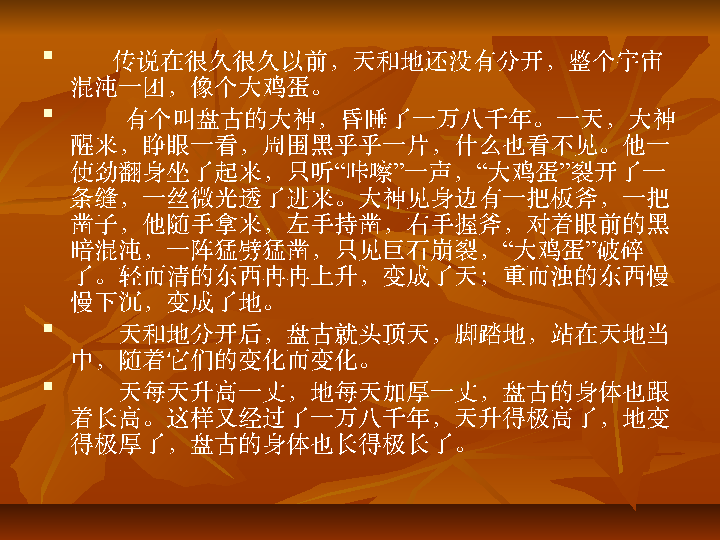 传说在很久很久以前，天和地还没有分开，整个宇宙
混沌一团，像个大鸡蛋。
有个叫盘古的大神，昏睡了一万八千年。一天，大神
醒来，睁眼一看，周围黑乎乎一片，什么也看不见。他一
使劲翻身坐了起来，只听“咔嚓”一声，“大鸡蛋”裂开了一
条缝，一丝微光透了进来。大神见身边有一把板斧，一把
凿子，他随手拿来，左手持凿，右手握斧，对着眼前的黑
暗混沌，一阵猛劈猛凿，只见巨石崩裂，“大鸡蛋”破碎
了。轻而清的东西冉冉上升，变成了天；重而浊的东西慢
慢下沉，变成了地。
天和地分开后，盘古就头顶天，脚踏地，站在天地当
中，随着它们的变化而变化。
天每天升高一丈，地每天加厚一丈，盘古的身体也跟
着长高。这样又经过了一万八千年，天升得极高了，地变
得极厚了，盘古的身体也长得极长了。